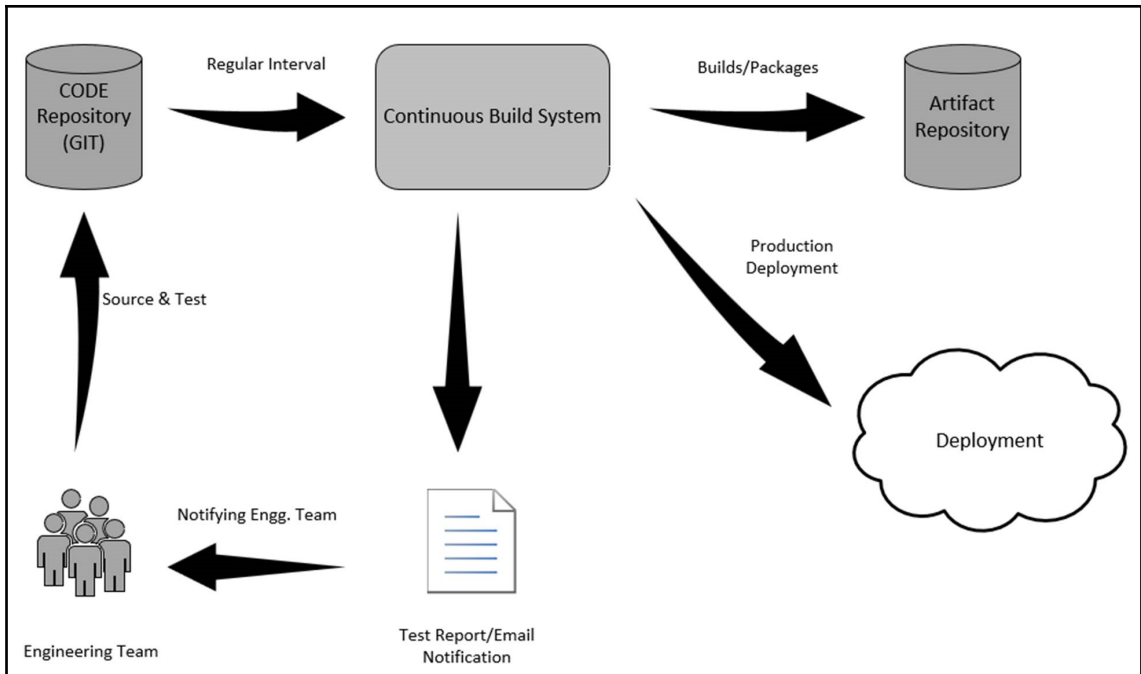 CODE
Repository
(GIT)
Regular Interval
Continuous Build System
Builds/Packages
Artifact
Repository
Production
Deployment
Source & Test
Deployment
Notifying Engg. Team
Engineering Team
Test Report/Email
Notification